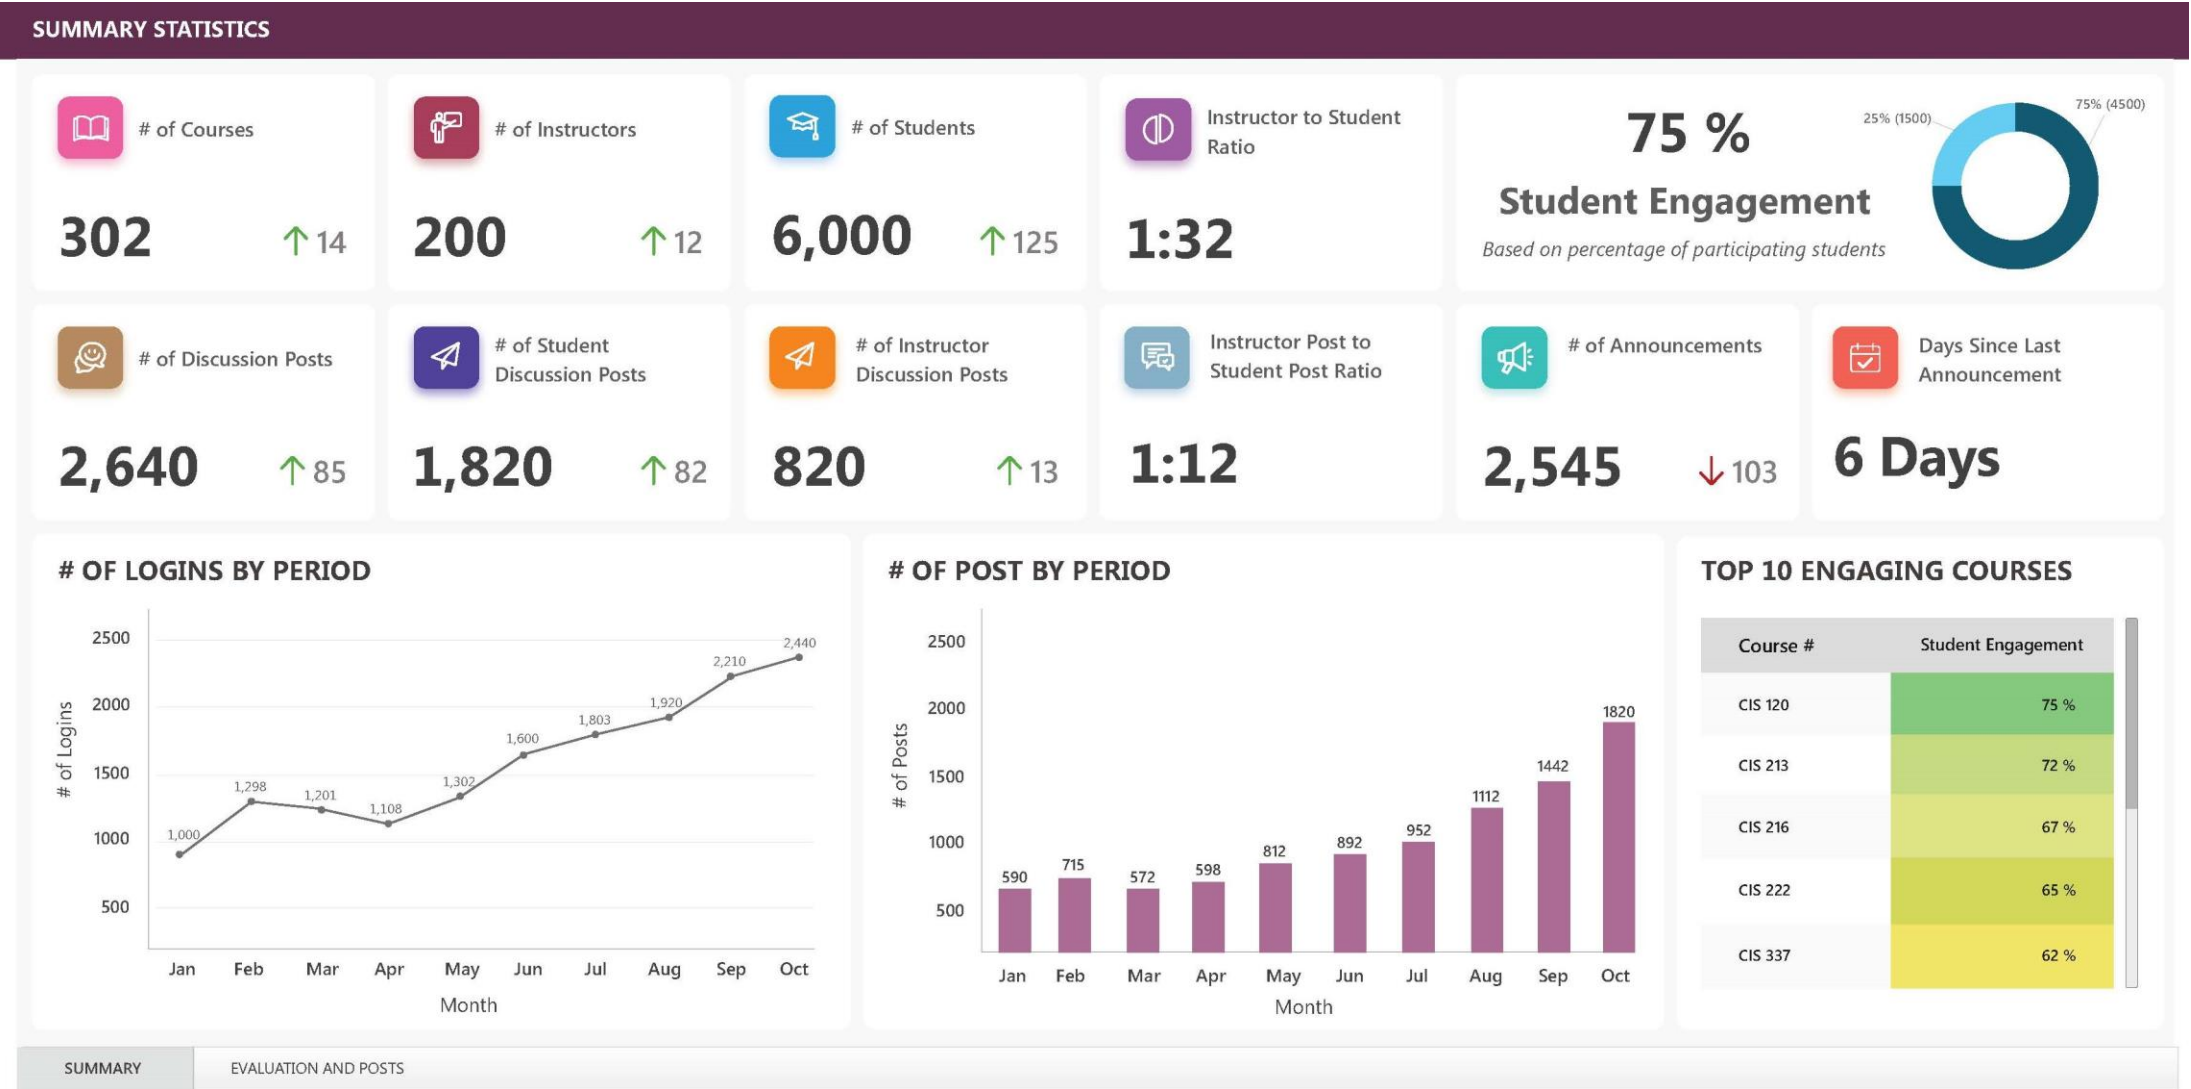 SUMMARY STATISTICS
# of Courses
302
14
# of Instructors
200
12
# of Students
6,000
125
Instructor to Student
Ratio
1:32
75 %
Student Engagement
Based on percentage of participating students
25% (1500)
75% (4500)
# of Discussion Posts
2,640
85
# of Student
Discussion Posts
1,820
82
# of Instructor
Discussion Posts
820
13
Instructor Post to
Student Post Ratio
1:12
# of Announcements
2,545
103
Days Since Last
Announcement
6 Days
# OF LOGINS BY PERIOD
# of Logins
2500
2000
1500
1000
500
1,000
1,298
1,201
1,108
1,302
1,600
1,803
1,920
2,210
2,440
Jan Feb Mar Apr May Jun Jul Aug Sep Oct
Month
# OF POST BY PERIOD
# of Posts
2500
2000
1500
1000
500
590
715
572
598
812
892
952
1112
1442
1820
Jan Feb Mar Apr May Jun Jul Aug Sep Oct
Month
TOP 10 ENGAGING COURSES
Course # Student Engagement
CIS 120 75 %
CIS 213 72 %
CIS 216 67 %
CIS 222 65 %
CIS 337 62 %
SUMMARY
EVALUATION AND POSTS